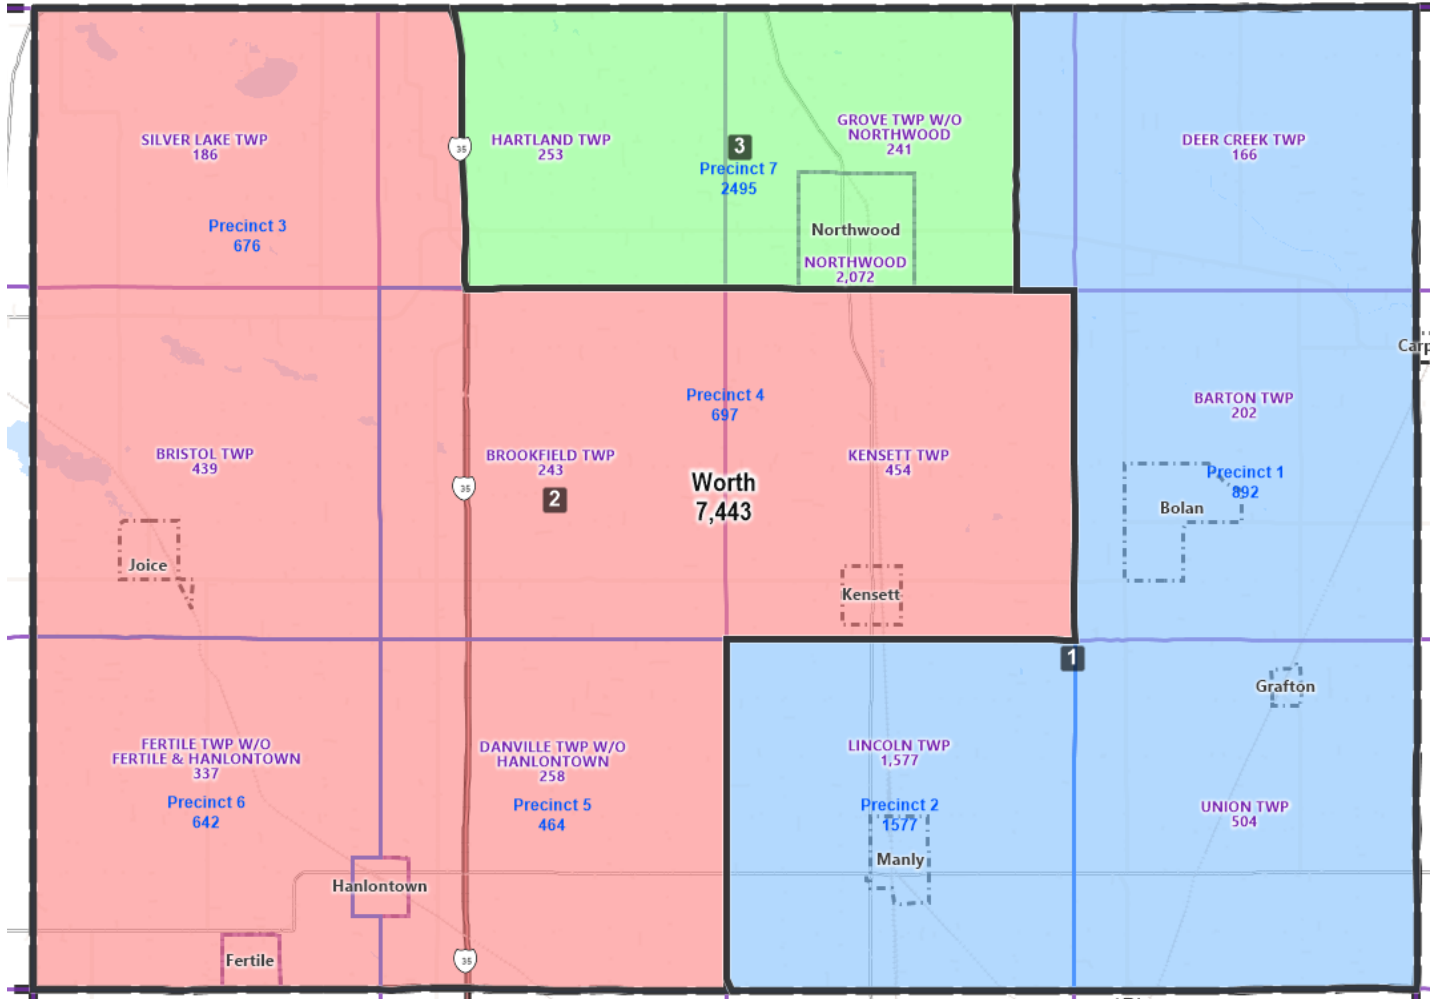 SILVER LAKE TWP
186
35
HARTLAND TWP
253
3
Precinct 7
2495
GROVE TWP W/O
NORTHWOOD
241
DEER CREEK TWP
166
Precinct 3
676
Northwood
NORTHWOOD
2,072
Carp
Precinct 4
697
BARTON TWP
202
BRISTOL TWP
439
BROOKFIELD TWP
243
2
35
Worth
7,443
KENSETT TWP
454
Precinct 1
892
Bolan
Joice
Kensett
1
Grafton
FERTILE TWP W/O
FERTILE & HANLONTOWN
337
Precinct 6
642
DANVILLE TWP W/O
HANLONTOWN
258
Precinct 5
464
LINCOLN TWP
1,577
Precinct 2
1577
Manly
UNION TWP
504
Hanlontown
Fertile
35